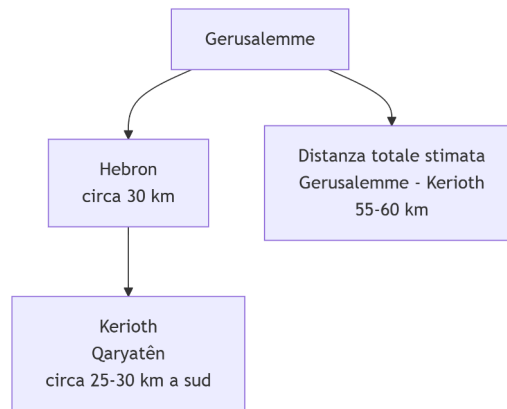 Gerusalemme
Hebron
circa 30 km
Distanza totale stimata
Gerusalemme - Kerioth
55-60 km
Kerioth
Qaryatên
circa 25-30 km a sud